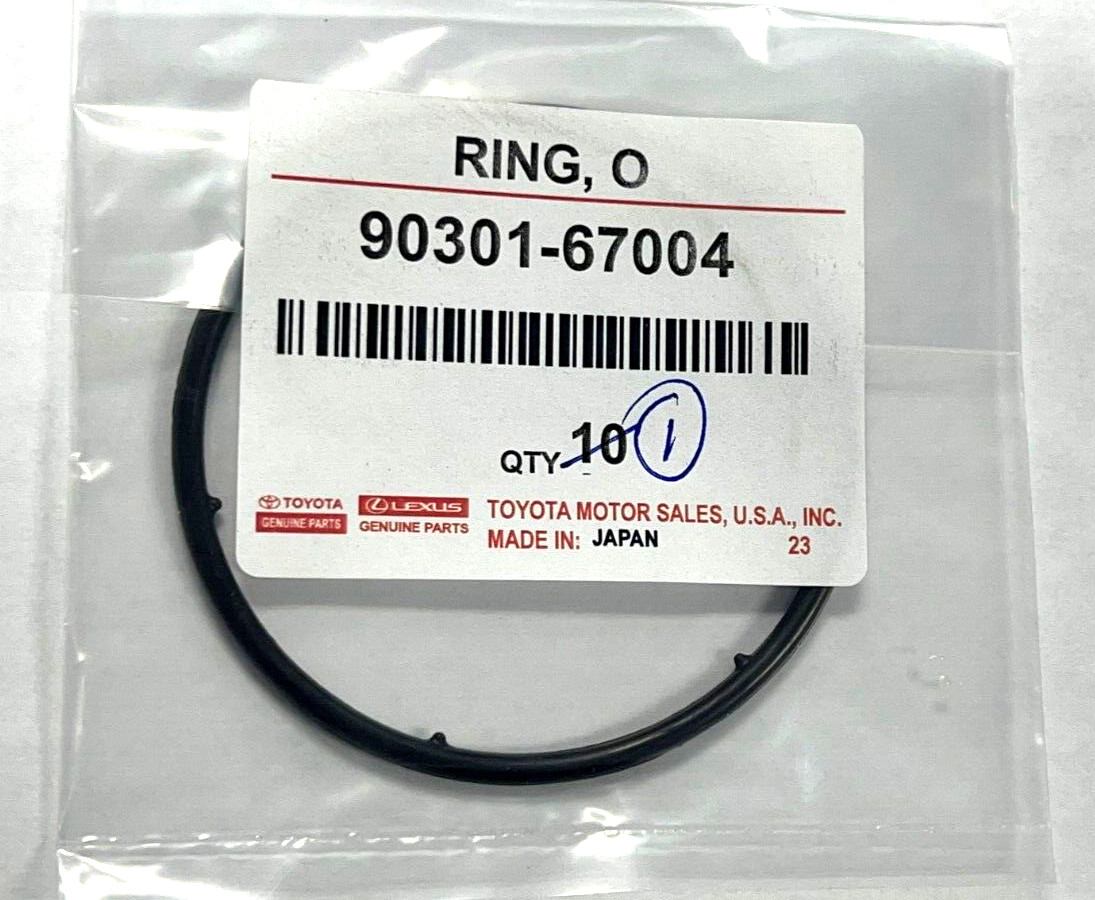 RING, O
90301-67004
QTY 10 1
TOYOTA
GENUINE PARTS
LEXUS
GENUINE PARTS
TOYOTA MOTOR SALES, U.S.A., INC.
MADE IN: JAPAN 23